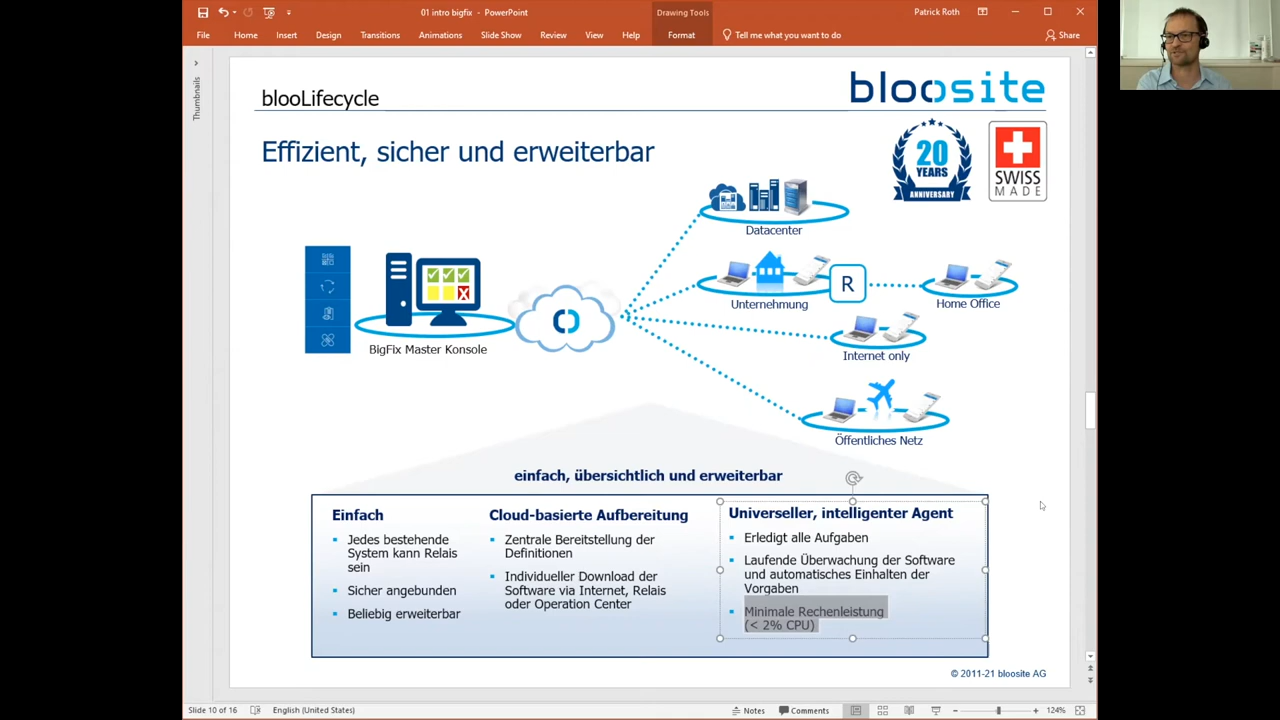 01 intro bigfix - PowerPoint
Drawing Tools
Patrick Roth
File Home Insert Design Transitions Animations Slide Show Review View Help Format Tell me what you want to do Share
Thumbnails
blooLifecycle
bloosite
Effizient, sicher und erweiterbar
20
YEARS
ANNIVERSARY
SWISS
MADE
Datacenter
Unternehmung
R
Home Office
BigFix Master Konsole
Internet only
Öffentliches Netz
einfach, übersichtlich und erweiterbar
Einfach
Jedes bestehende
System kann Relais
sein
Sicher angebunden
Beliebig erweiterbar
Cloud-basierte Aufbereitung
Zentrale Bereitstellung der
Definitionen
Individueller Download der
Software via Internet, Relais
oder Operation Center
Universeller, intelligenter Agent
Erledigt alle Aufgaben
Laufende Überwachung der Software
und automatisches Einhalten der
Vorgaben
Minimale Rechenleistung
(< 2% CPU)
© 2011-21 bloosite AG
Slide 10 of 16 English (United States) Notes Comments 124%